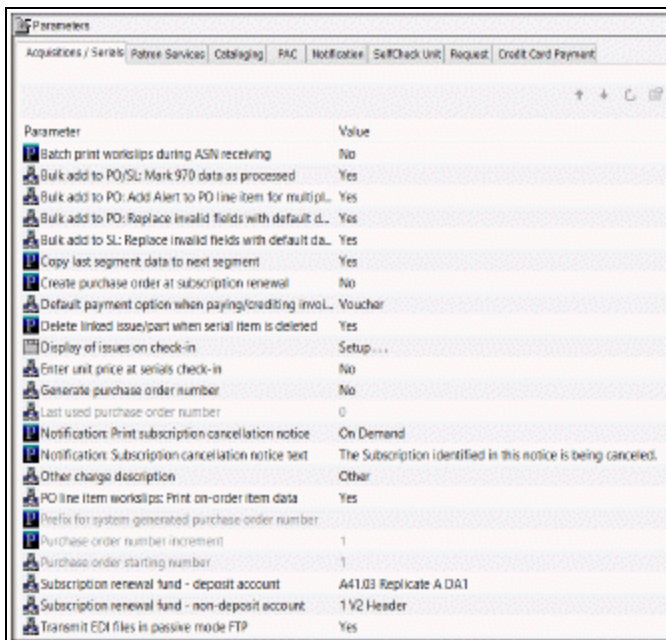 Parameters
Acquisitions / Serials Patron Services Cataloging PAC Notification SelfCheck Unit Request Credit Card Payment
Parameter Value
Batch print workslips during ASN receiving No
Bulk add to PO/SL: Mark 970 data as processed Yes
Bulk add to PO: Add Alert to PO line item for multipl... Yes
Bulk add to PO: Replace invalid fields with default d... Yes
Bulk add to SL: Replace invalid fields with default da... Yes
Copy last segment data to next segment Yes
Create purchase order at subscription renewal No
Default payment option when paying/crediting invoi... Voucher
Delete linked issue/part when serial item is deleted Yes
Display of issues on check-in Setup...
Enter unit price at serials check-in No
Generate purchase order number No
Last used purchase order number 0
Notification: Print subscription cancellation notice On Demand
Notification: Subscription cancellation notice text The Subscription identified in this notice is being canceled.
Other charge description Other
PO line item workslips: Print on-order item data Yes
Prefix for system generated purchase order number
Purchase order number increment 1
Purchase order starting number 1
Subscription renewal fund - deposit account A41.03 Replicate A DA1
Subscription renewal fund - non-deposit account 1 Y2 Header
Transmit EDI files in passive mode FTP Yes